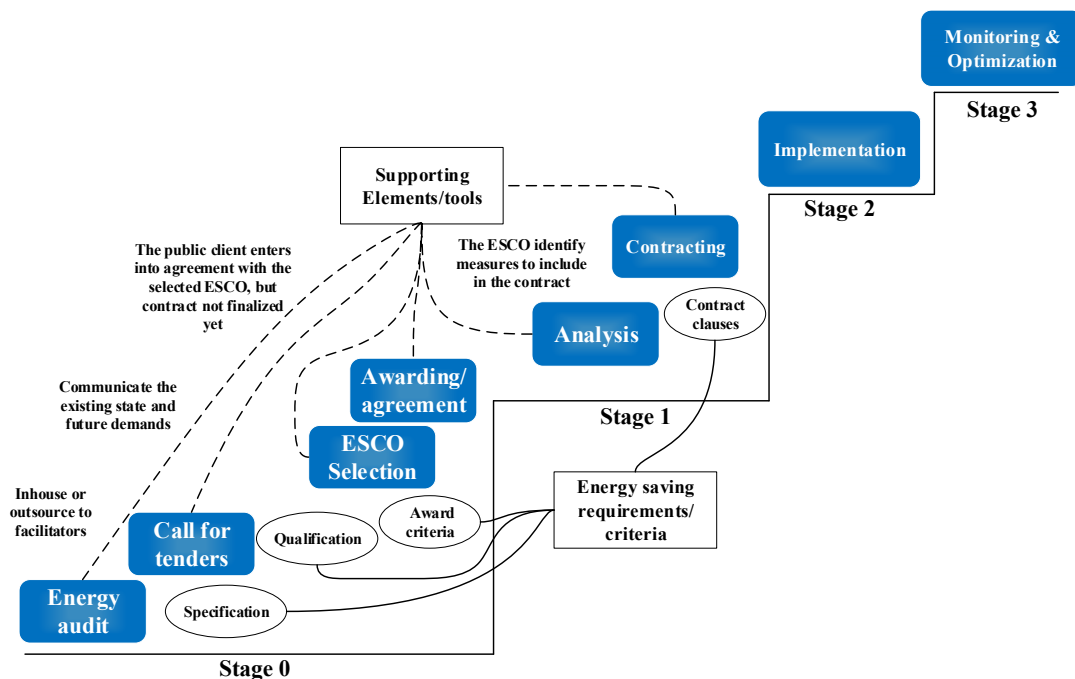 Monitoring &
Optimization
Stage 3
Implementation
Stage 2
Supporting
Elements/tools
Contracting
The public client enters
into agreement with the
selected ESCO, but
contract not finalized
yet
The ESCO identify
measures to include
in the contract
Contract
clauses
Analysis
Awarding/
agreement
Stage 1
Communicate the
existing state and
future demands
ESCO
Selection
Energy saving
requirements/
criteria
Inhouse or
outsource to
facilitators
Call for
tenders
Qualification
Award
criteria
Energy
audit
Specification
Stage 0